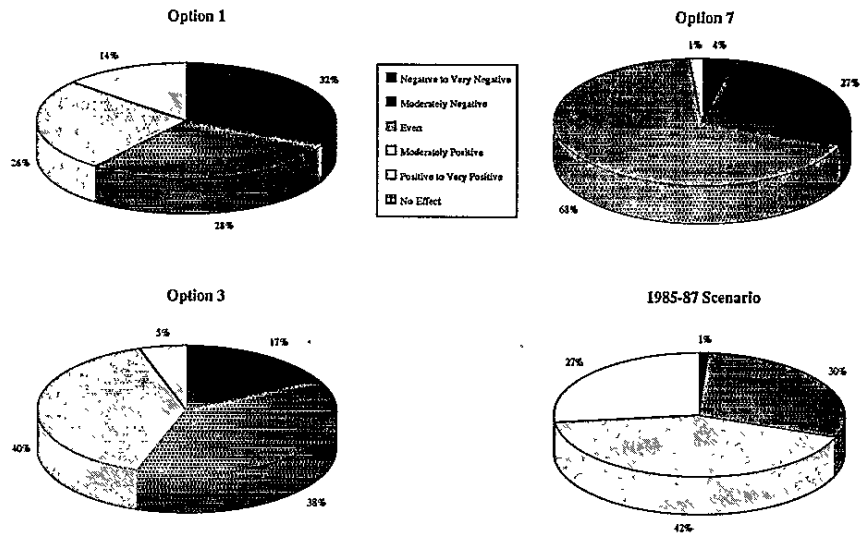 Option 1
14%
32%
26%
28%
Negative to Very Negative
Moderately Negative
Even
Moderately Positive
Positive to Very Positive
No Effect
Option 7
1% 4%
27%
68%
Option 3
5%
17%
40%
38%
1985-87 Scenario
1%
27%
30%
42%